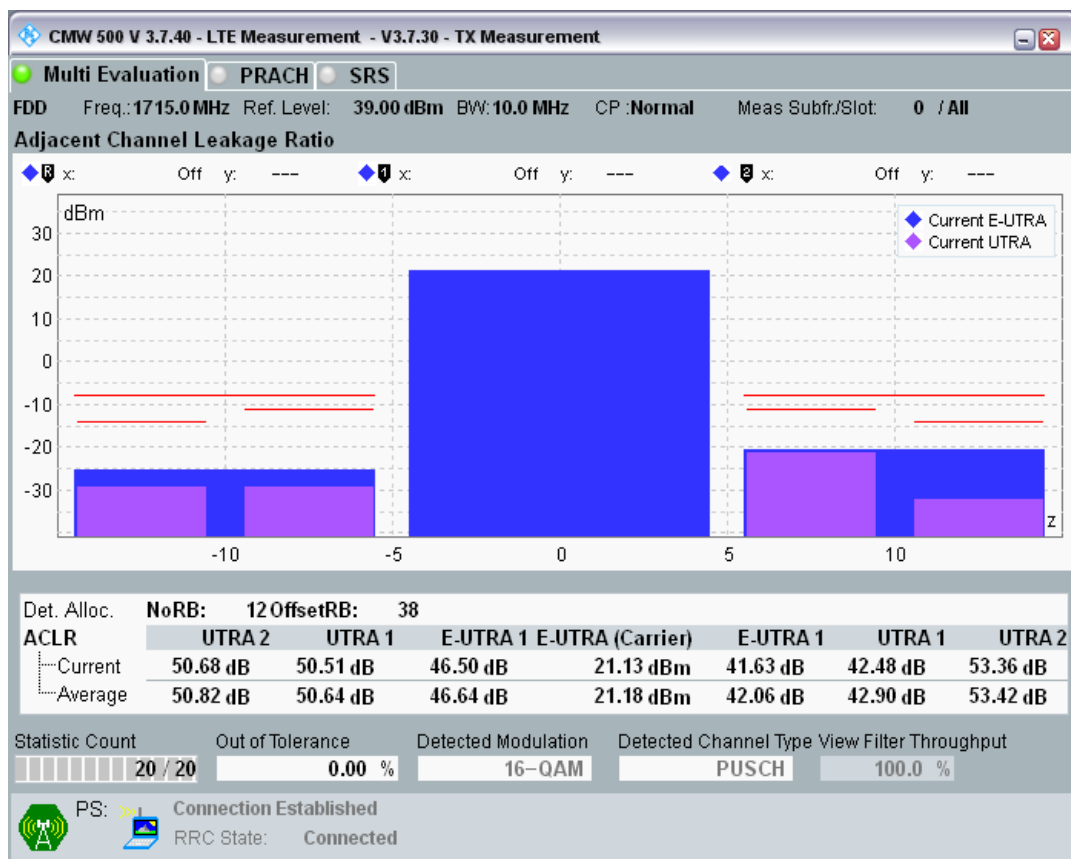 CMW 500 V 3.7.40 - LTE Measurement - V3.7.30 - TX Measurement
Multi Evaluation PRACH SRS
FDD Freq.:1715.0 MHz Ref. Level: 39.00 dBm BW:10.0 MHz CP :Normal Meas Subfr./Slot: 0 / All
Adjacent Channel Leakage Ratio
R x: Off y: --- 1 x: Off y: --- 2 x: Off y: ---
dBm
Current E-UTRA
Current UTRA
30
20
10
0
-10
-20
-30
z
-10 -5 0 5 10
Det. Alloc. NoRB: 12 OffsetRB: 38
ACLR UTRA 2 UTRA 1 E-UTRA 1 E-UTRA (Carrier) E-UTRA 1 UTRA 1 UTRA 2
Current 50.68 dB 50.51 dB 46.50 dB 21.13 dBm 41.63 dB 42.48 dB 53.36 dB
Average 50.82 dB 50.64 dB 46.64 dB 21.18 dBm 42.06 dB 42.90 dB 53.42 dB
Statistic Count Out of Tolerance Detected Modulation Detected Channel Type View Filter Throughput
20 / 20 0.00 % 16-QAM PUSCH 100.0 %
PS: Connection Established
RRC State: Connected